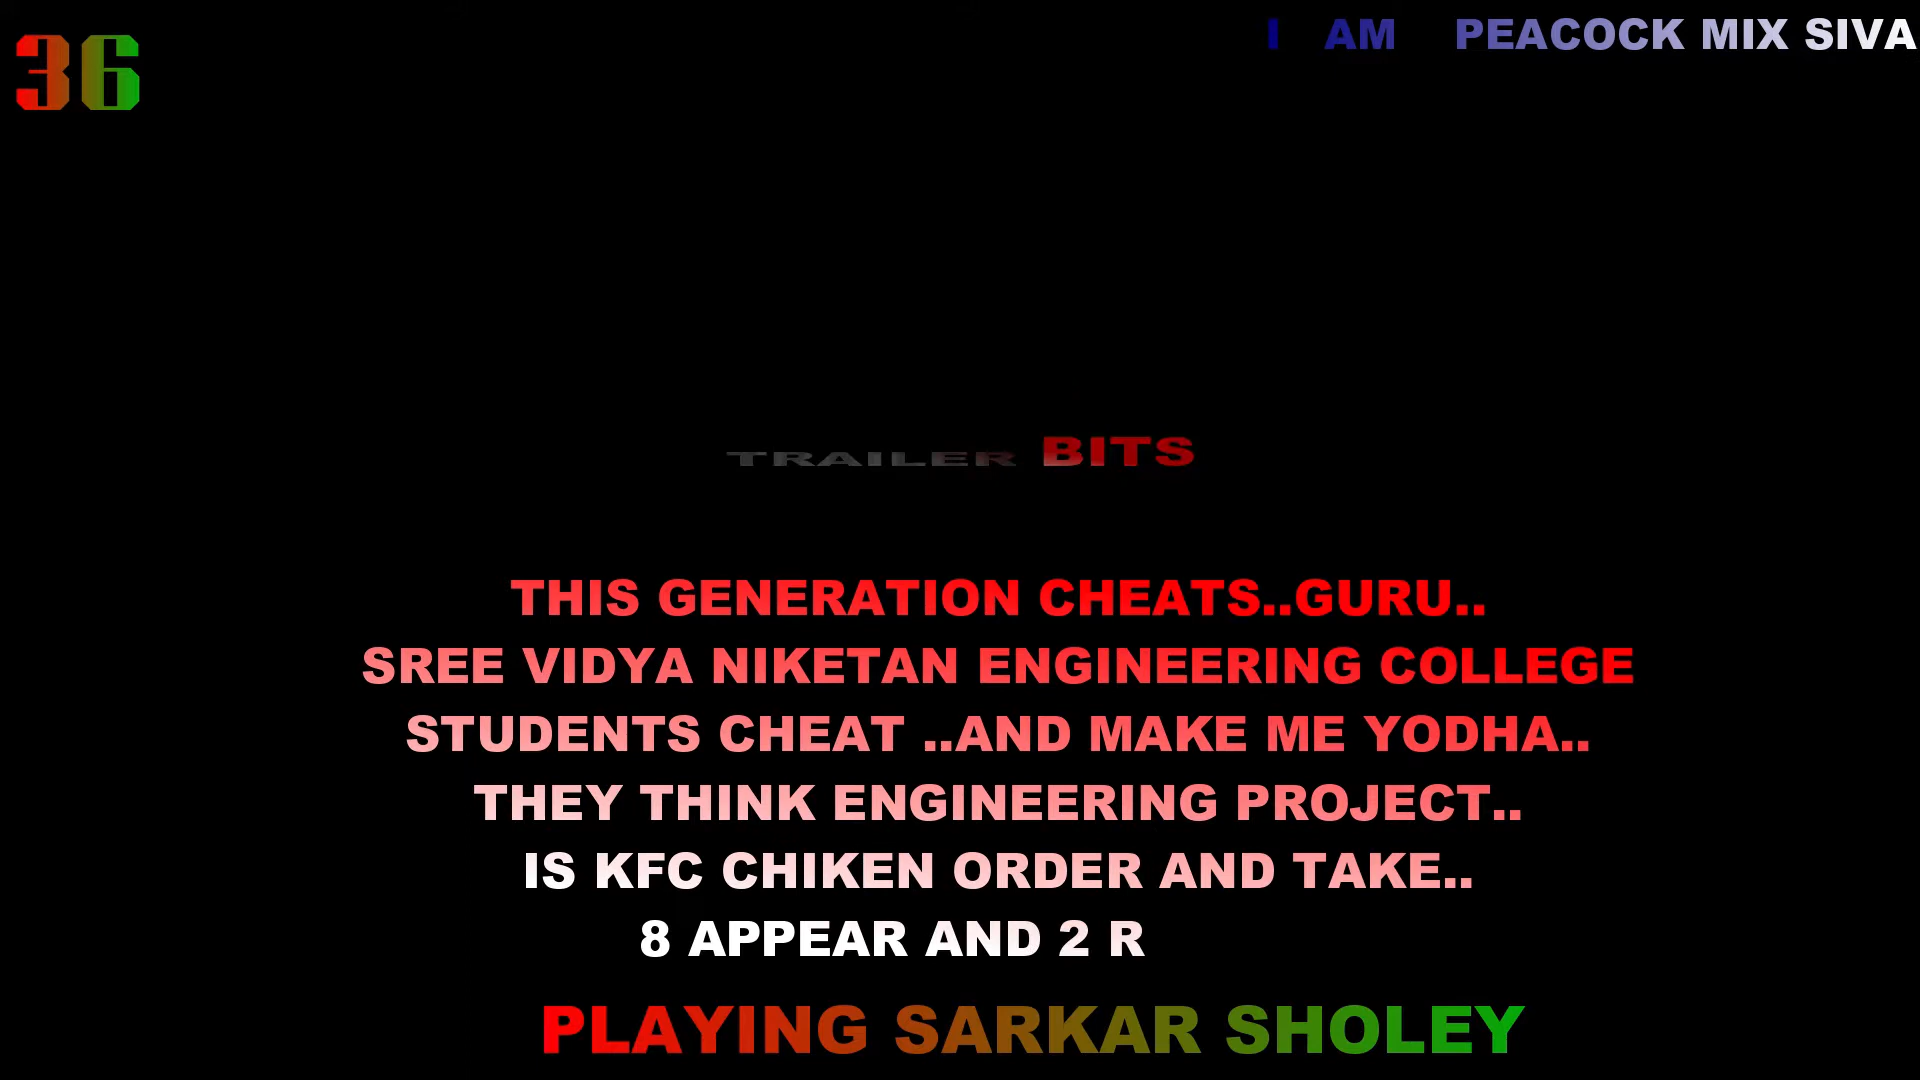 36
I AM PEACOCK MIX SIVA
TRAILER BITS
THIS GENERATION CHEATS..GURU..
SREE VIDYA NIKETAN ENGINEERING COLLEGE
STUDENTS CHEAT ..AND MAKE ME YODHA..
THEY THINK ENGINEERING PROJECT..
IS KFC CHIKEN ORDER AND TAKE..
8 APPEAR AND 2 R
PLAYING SARKAR SHOLEY